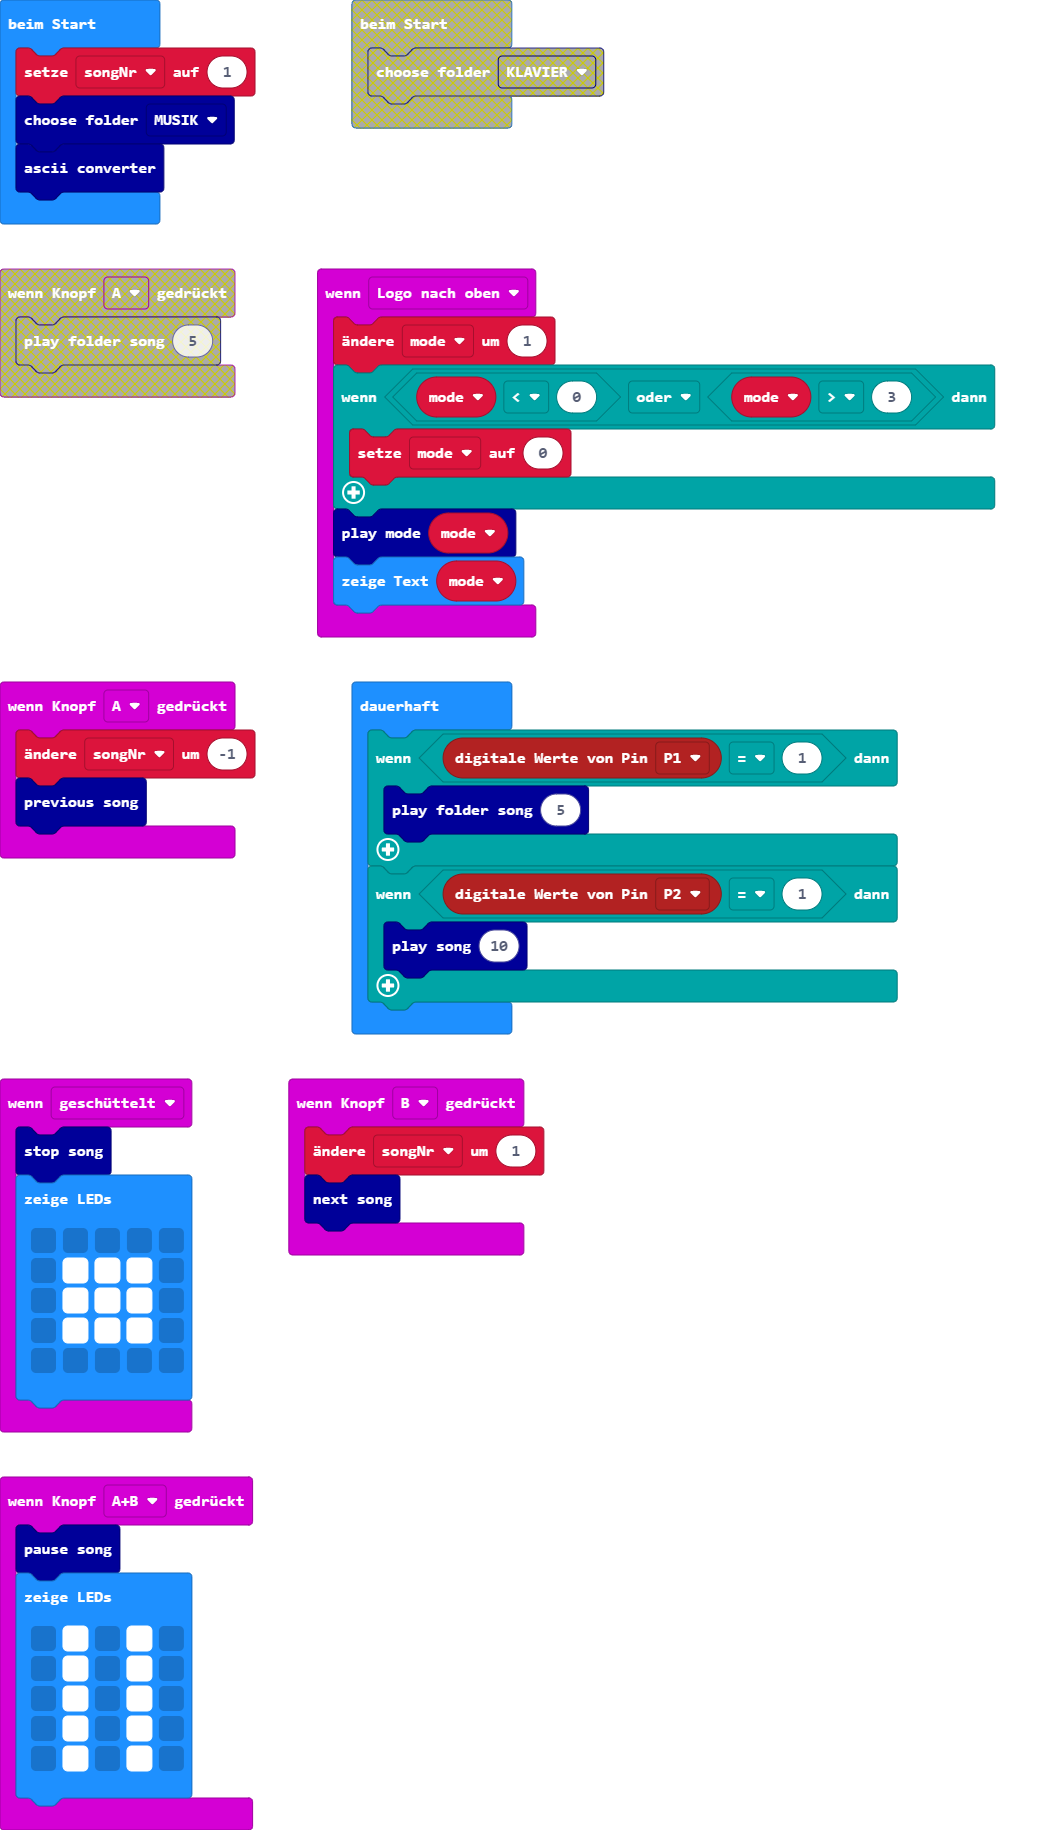 beim Start
setze songNr auf 1
choose folder MUSIK
ascii converter
beim Start
choose folder KLAVIER
wenn Knopf A gedrückt
play folder song 5
wenn Logo nach oben
ändere mode um 1
wenn mode < 0 oder mode > 3 dann
setze mode auf 0
play mode mode
zeige Text mode
wenn Knopf A gedrückt
ändere songNr um -1
previous song
dauerhaft
wenn digitale Werte von Pin P1 = 1 dann
play folder song 5
wenn digitale Werte von Pin P2 = 1 dann
play song 10
wenn geschüttelt
stop song
zeige LEDs
wenn Knopf B gedrückt
ändere songNr um 1
next song
wenn Knopf A+B gedrückt
pause song
zeige LEDs